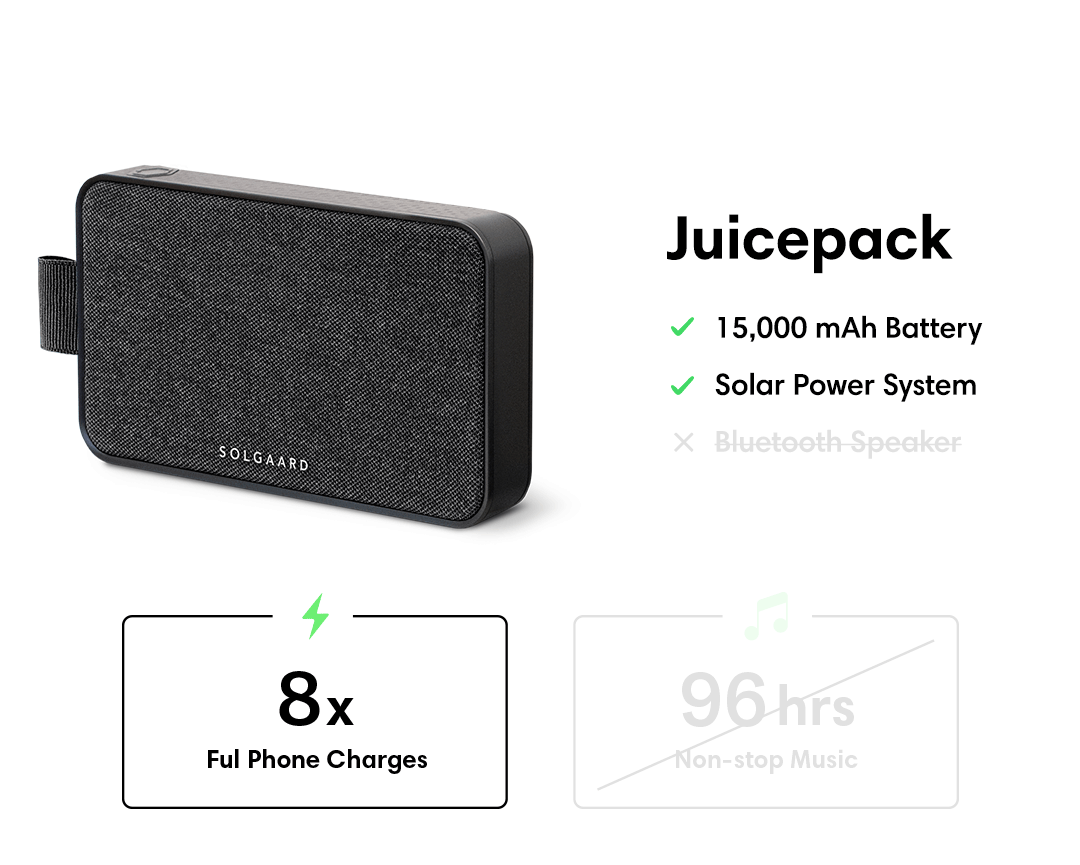 Juicepack
15,000 mAh Battery
Solar Power System
Bluetooth Speaker
SOLGAARD
8x
Ful Phone Charges
96 hrs
Non-stop Music